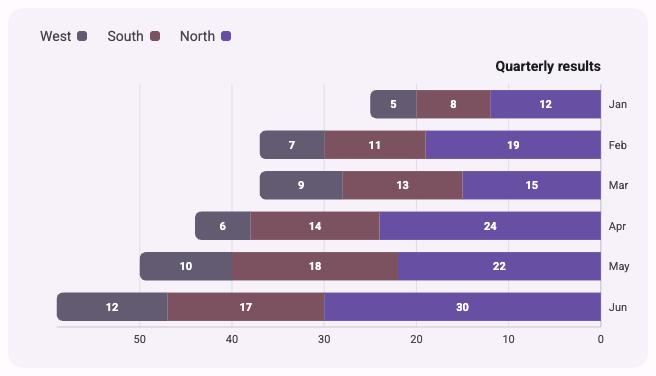 West South North
Quarterly results
5 8 12 Jan
7 11 19 Feb
9 13 15 Mar
6 14 24 Apr
10 18 22 May
12 17 30 Jun
50 40 30 20 10 0